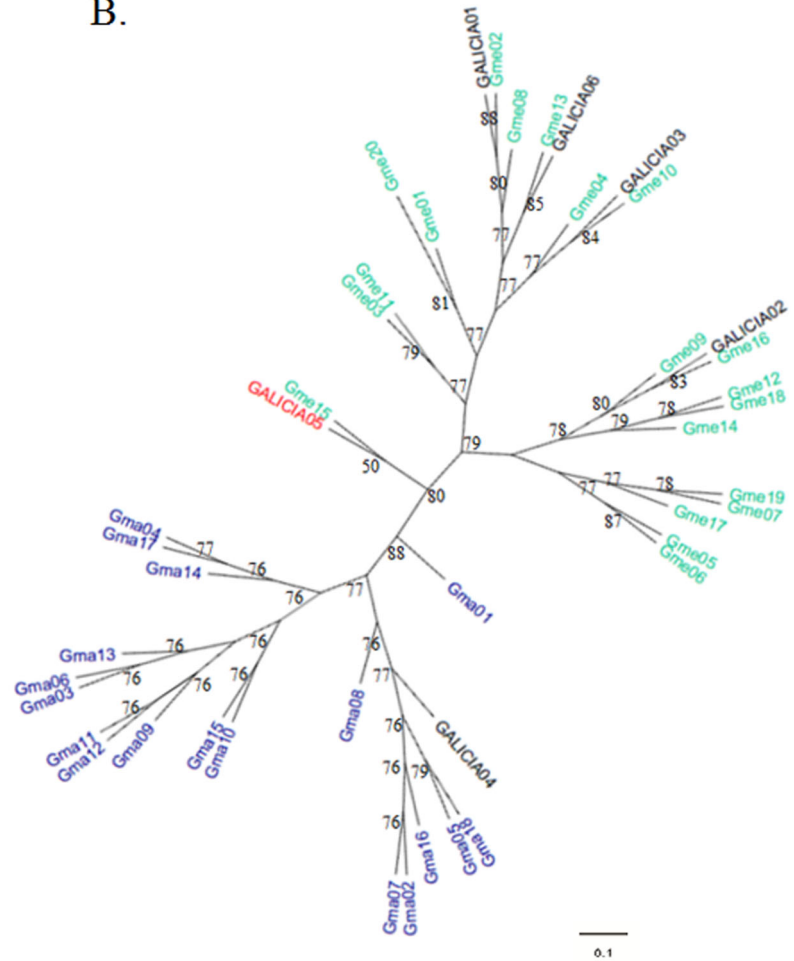 B.
GALICIA01
Gme02
88
Gme08
Gme13
GALICIA06
80
85
Gme20
Gme01
Gme04
GALICIA03
Gme10
84
77
77
77
81
Gme11
Gme03
77
79
77
GALICIA02
Gme09
Gme16
83
Gme12
Gme18
80
78
79
Gme14
78
Gme15
GALICIA05
50
79
80
78
77
77
Gme19
Gme07
Gme17
87
Gme05
Gme06
Gma04
Gma17
77
Gma14
76
76
88
77
Gma01
Gma13
76
76
76
Gma06
Gma03
76
76
76
77
76
Gma08
Gma11
Gma12
Gma09
Gma15
Gma10
76
GALICIA04
76
79
76
Gma18
Gma05
Gma16
Gma07
Gma02
0.1